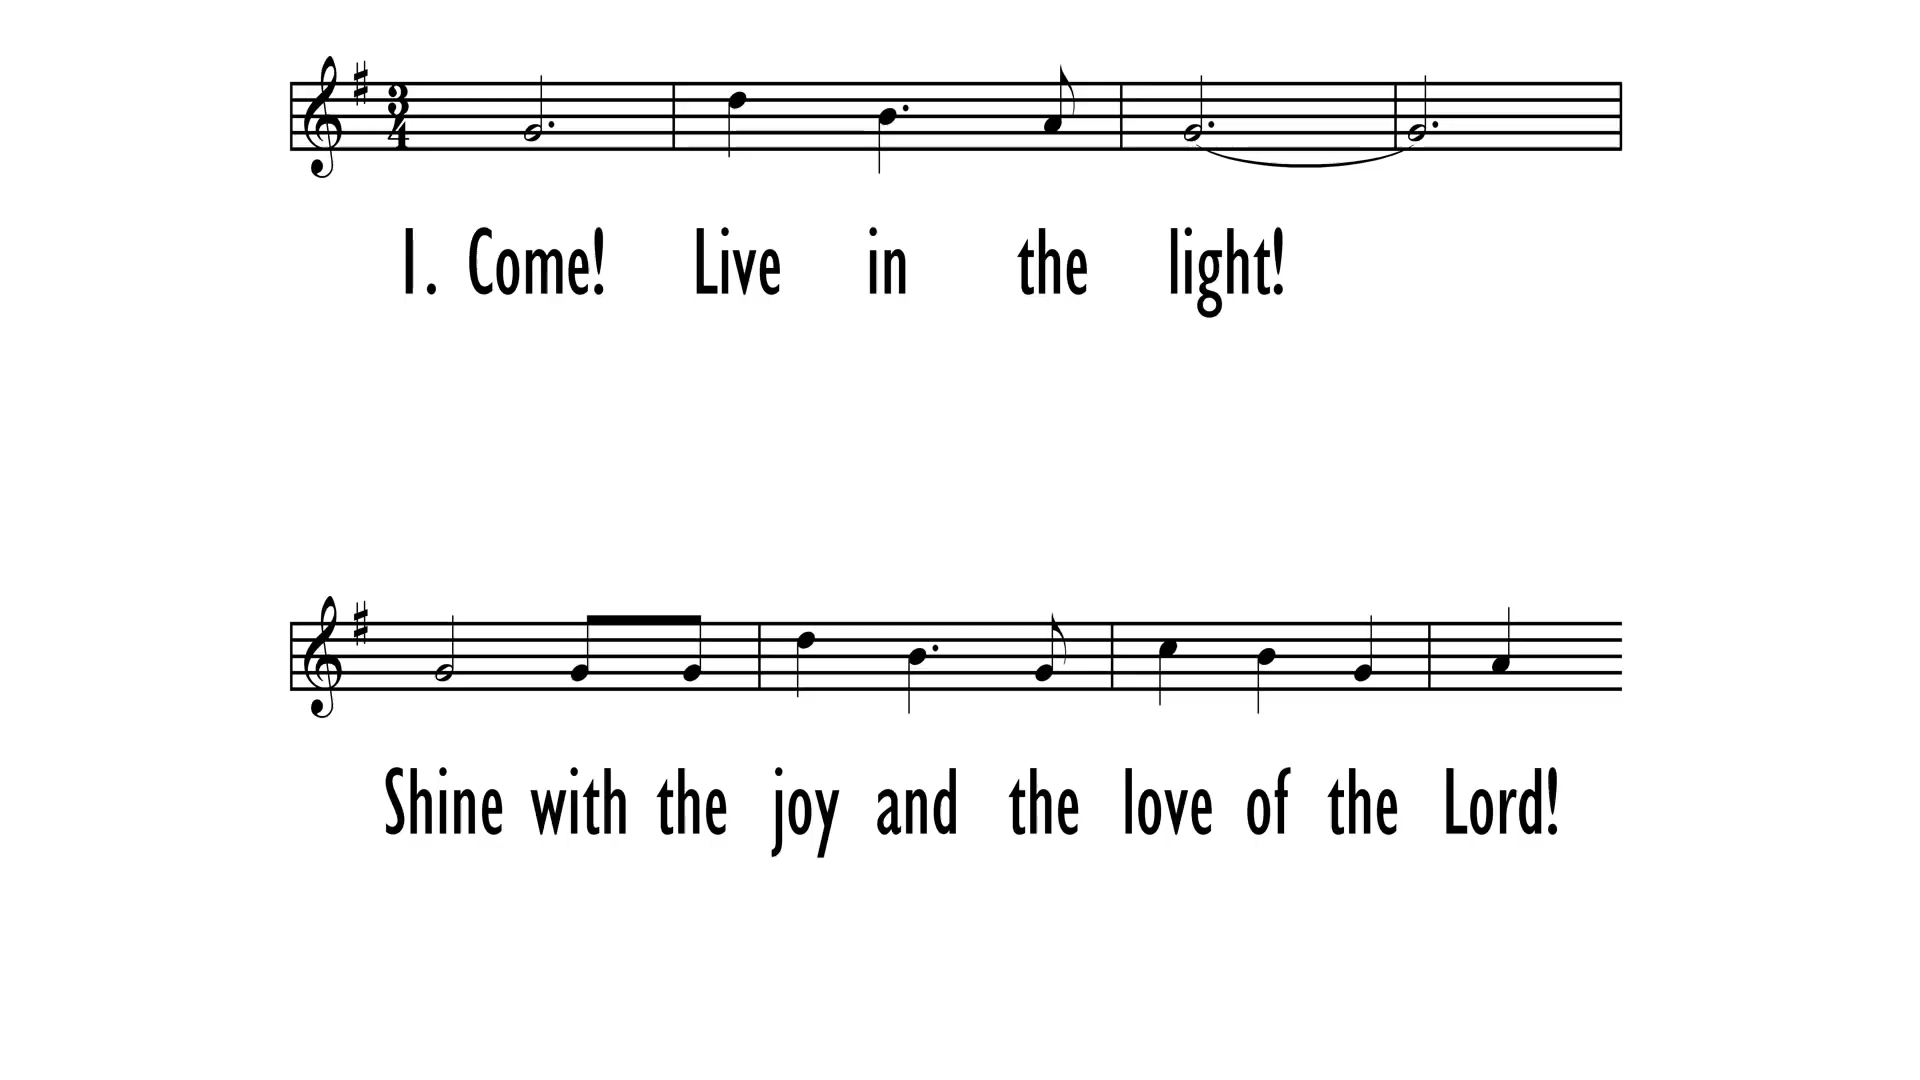 1. Come! Live in the light!
Shine with the joy and the love of the Lord!